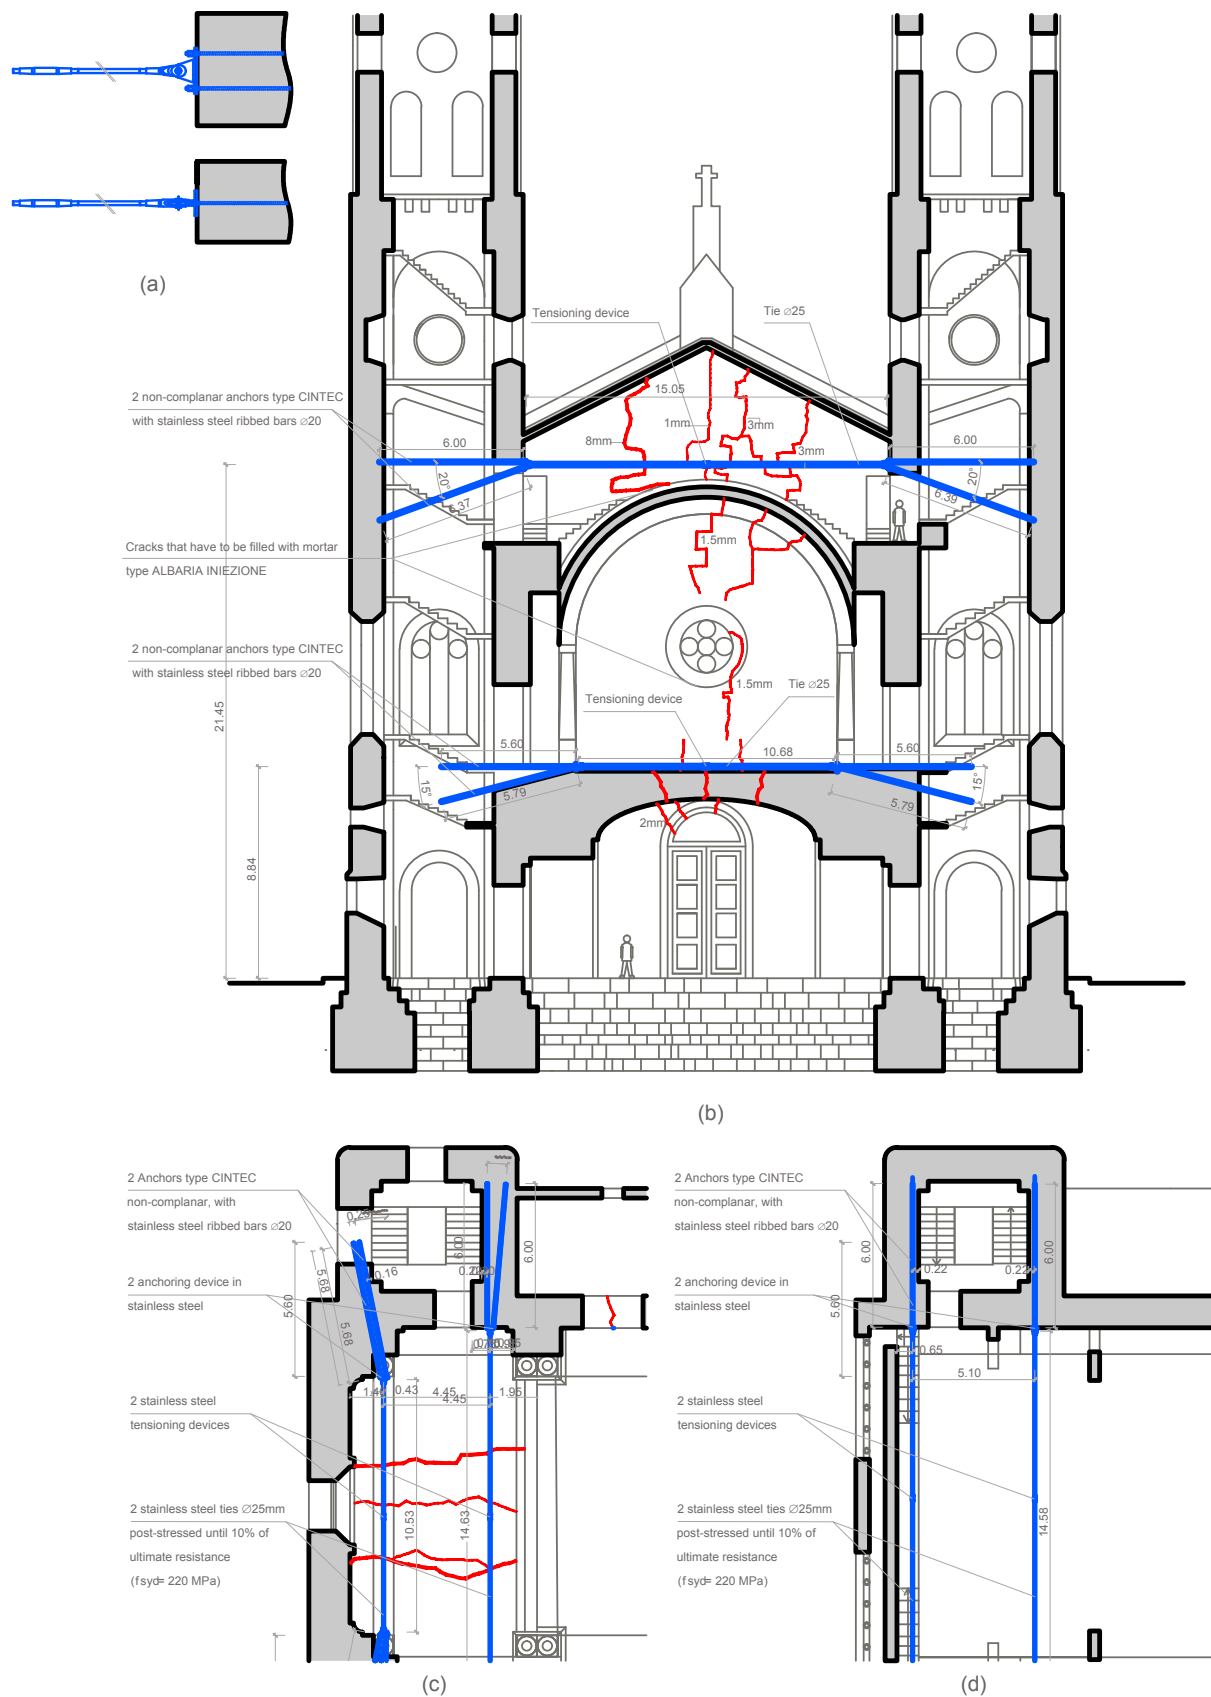 (a)
Tensioning device
Tie ⌀25
15.05
2 non-complanar anchors type CINTEC
with stainless steel ribbed bars ⌀20
1mm
3mm
8mm
3mm
6.00
6.00
20°
20°
6.37
6.39
Cracks that have to be filled with mortar
type ALBARIA INIEZIONE
1.5mm
2 non-complanar anchors type CINTEC
with stainless steel ribbed bars ⌀20
1.5mm
Tensioning device
Tie ⌀25
21.45
5.60
10.68
5.60
15°
15°
5.79
5.79
2mm
8.84
(b)
2 Anchors type CINTEC
non-complanar, with
stainless steel ribbed bars ⌀20
0.25
6.00
6.00
0.16
5.68
5.60
5.68
2 anchoring device in
stainless steel
0.43
4.45
1.95
4.45
2 stainless steel
tensioning devices
2 stainless steel ties ∅25mm
post-stressed until 10% of
ultimate resistance
(fsyd= 220 MPa)
10.53
14.63
(c)
2 Anchors type CINTEC
non-complanar, with
stainless steel ribbed bars ⌀20
6.00
6.00
0.22
0.22
5.60
2 anchoring device in
stainless steel
0.65
5.10
2 stainless steel
tensioning devices
2 stainless steel ties ∅25mm
post-stressed until 10% of
ultimate resistance
(fsyd= 220 MPa)
14.58
(d)